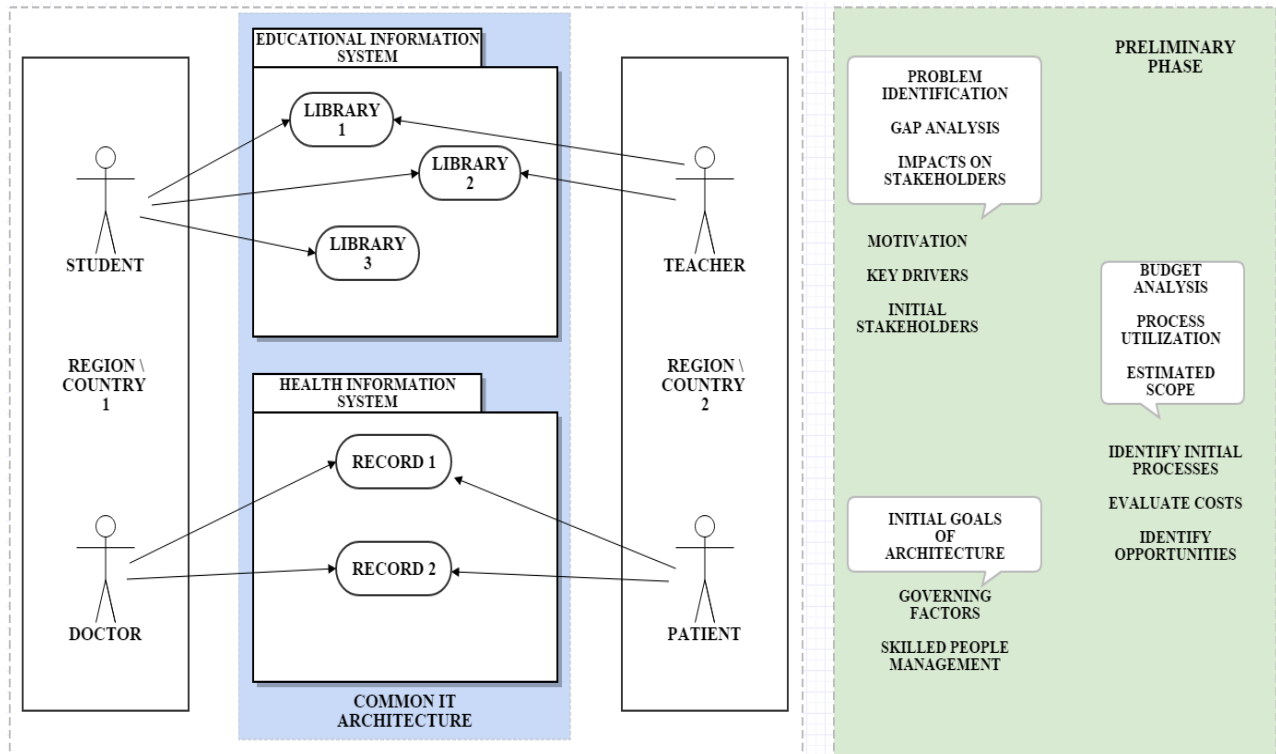 EDUCATIONAL INFORMATION
SYSTEM
LIBRARY
1
LIBRARY
2
LIBRARY
3
STUDENT
TEACHER
REGION \
COUNTRY
1
REGION \
COUNTRY
2
HEALTH INFORMATION
SYSTEM
RECORD 1
RECORD 2
DOCTOR
PATIENT
COMMON IT
ARCHITECTURE
PRELIMINARY
PHASE
PROBLEM
IDENTIFICATION
GAP ANALYSIS
IMPACTS ON
STAKEHOLDERS
MOTIVATION
KEY DRIVERS
INITIAL
STAKEHOLDERS
BUDGET
ANALYSIS
PROCESS
UTILIZATION
ESTIMATED
SCOPE
IDENTIFY INITIAL
PROCESSES
EVALUATE COSTS
IDENTIFY
OPPORTUNITIES
INITIAL GOALS
OF
ARCHITECTURE
GOVERNING
FACTORS
SKILLED PEOPLE
MANAGEMENT